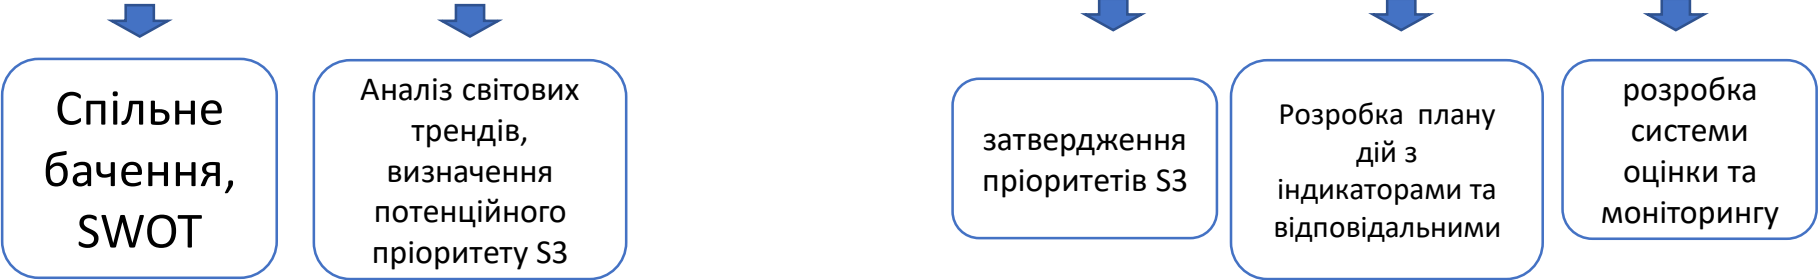 Спільне
бачення,
SWOT
Аналіз світових
трендів,
визначення
потенційного
пріоритету S3
затвердження
пріоритетів S3
Розробка плану
дій з
індикаторами та
відповідальними
розробка
системи
оцінки та
моніторингу